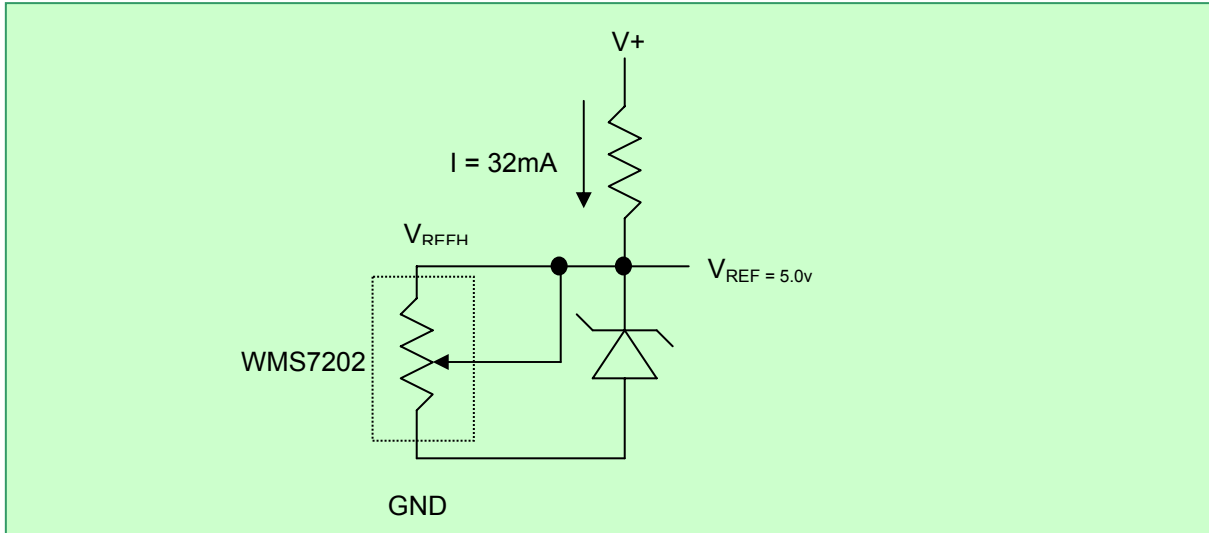 V+
I = 32mA
VREFH
VREF = 5.0v
WMS7202
GND